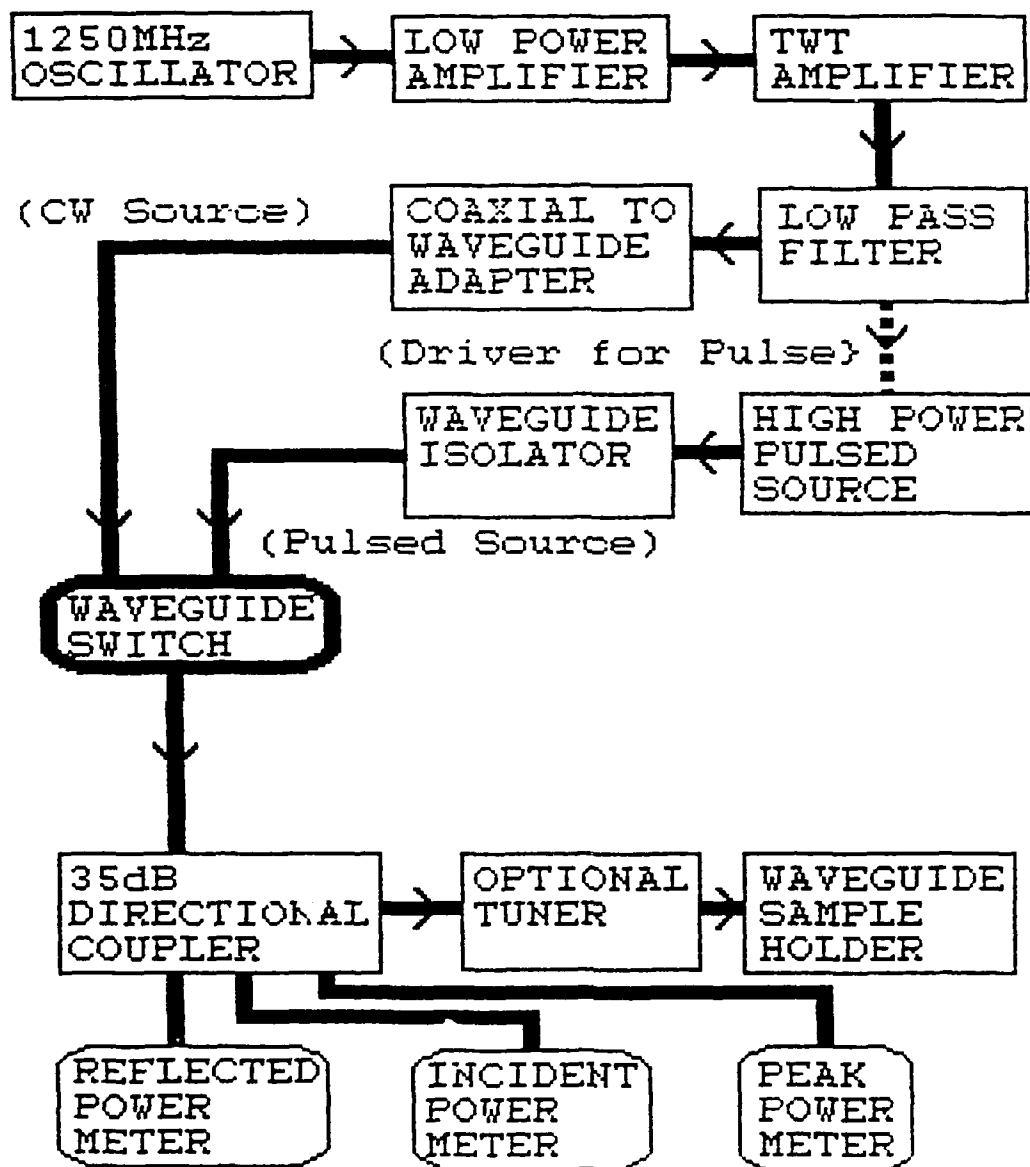 1250MHz
OSCILLATOR
LOW POWER
AMPLIFIER
TWT
AMPLIFIER
(CW Source)
COAXIAL TO
WAVEGUIDE
ADAPTER
LOW PASS
FILTER
(Driver for Pulse}
WAVEGUIDE
ISOLATOR
HIGH POWER
PULSED
SOURCE
(Pulsed Source)
WAVEGUIDE
SWITCH
35dB
DIRECTIONAL
COUPLER
OPTIONAL
TUNER
WAVEGUIDE
SAMPLE
HOLDER
REFLECTED
POWER
METER
INCIDENT
POWER
METER
PEAK
POWER
METER